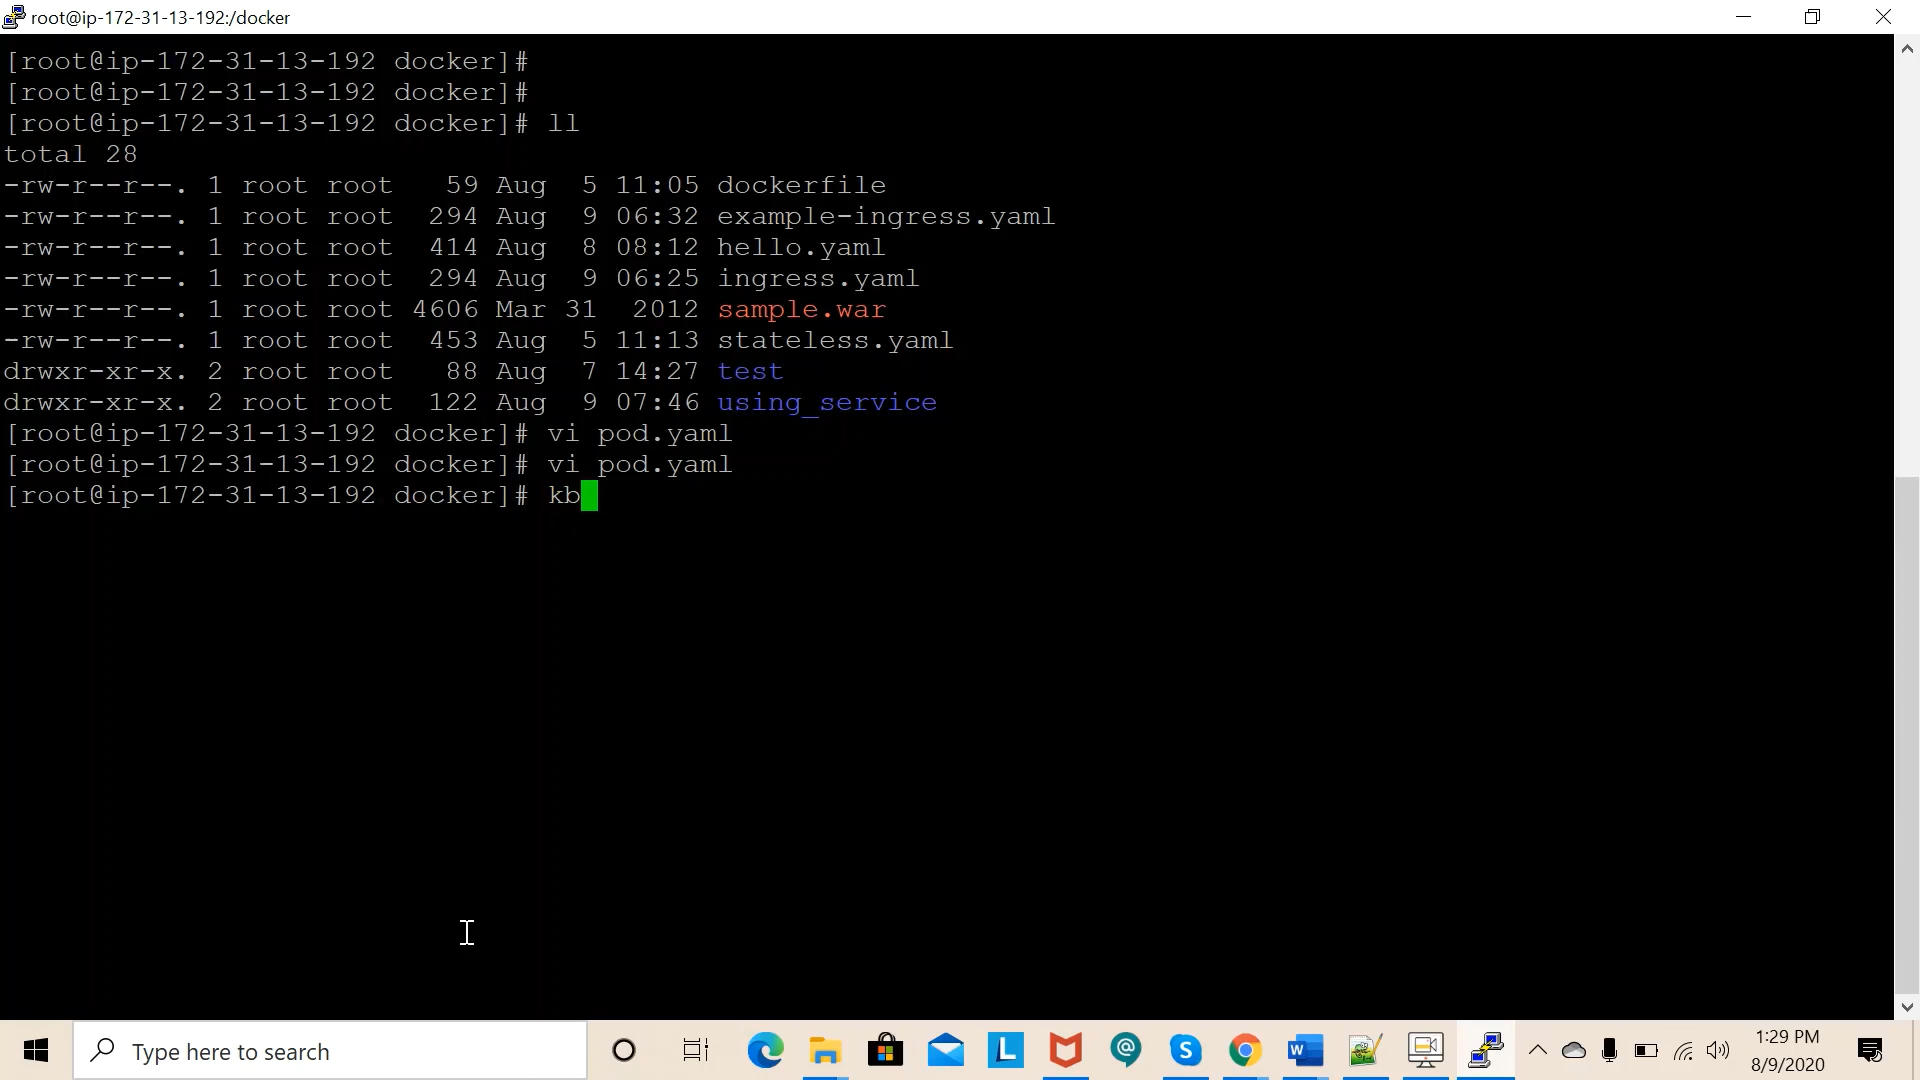 root@ip-172-31-13-192:/docker
[root@ip-172-31-13-192 docker]#
[root@ip-172-31-13-192 docker]#
[root@ip-172-31-13-192 docker]# ll
total 28
-rw-r--r--. 1 root root   59 Aug  5 11:05 dockerfile
-rw-r--r--. 1 root root  294 Aug  9 06:32 example-ingress.yaml
-rw-r--r--. 1 root root  414 Aug  8 08:12 hello.yaml
-rw-r--r--. 1 root root  294 Aug  9 06:25 ingress.yaml
-rw-r--r--. 1 root root 4606 Mar 31  2012 sample.war
-rw-r--r--. 1 root root  453 Aug  5 11:13 stateless.yaml
drwxr-xr-x. 2 root root   88 Aug  7 14:27 test
drwxr-xr-x. 2 root root  122 Aug  9 07:46 using_service
[root@ip-172-31-13-192 docker]# vi pod.yaml
[root@ip-172-31-13-192 docker]# vi pod.yaml
[root@ip-172-31-13-192 docker]# kb
Type here to search
1:29 PM
8/9/2020